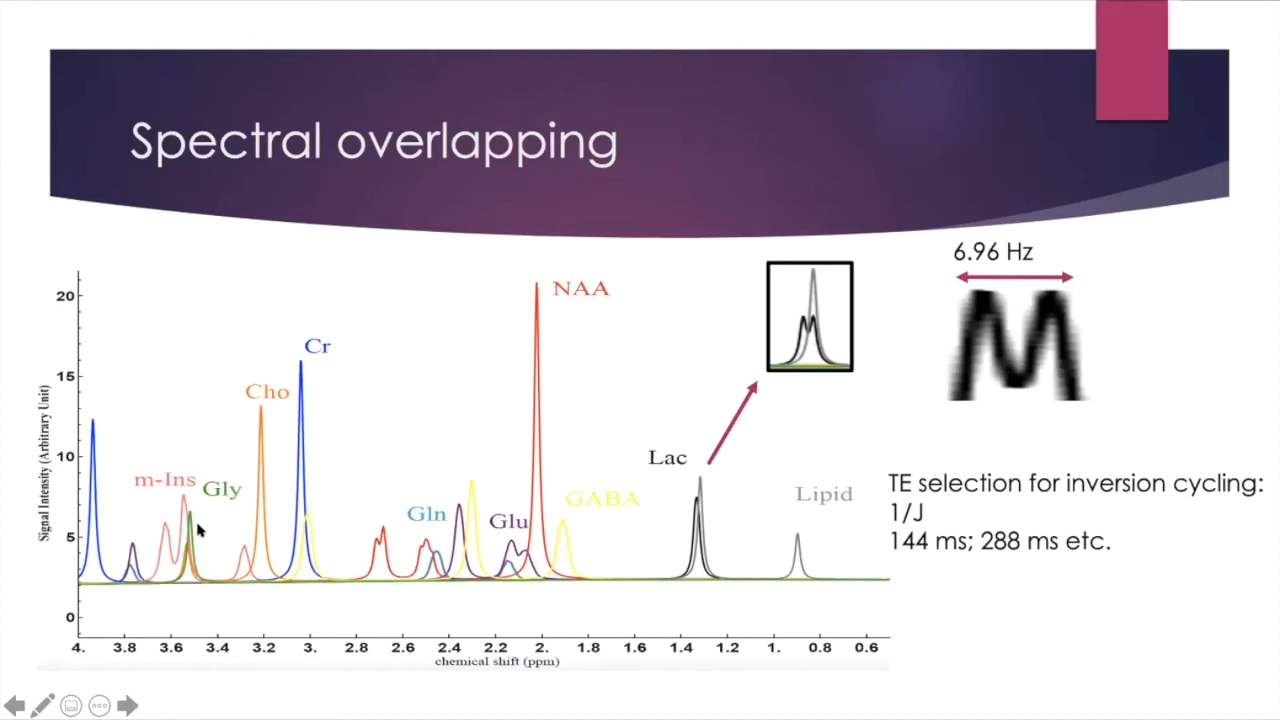 Spectral overlapping
6.96 Hz
NAA
Cr
Cho
m-Ins
Gly
Gln
Glu
GABA
Lac
Lipid
20
15
10
5
0
Signal Intensity (Arbitrary Unit)
4. 3.8 3.6 3.4 3.2 3. 2.8 2.6 2.4 2.2 2. 1.8 1.6 1.4 1.2 1. 0.8 0.6
chemical shift (ppm)
TE selection for inversion cycling:
1/J
144 ms; 288 ms etc.